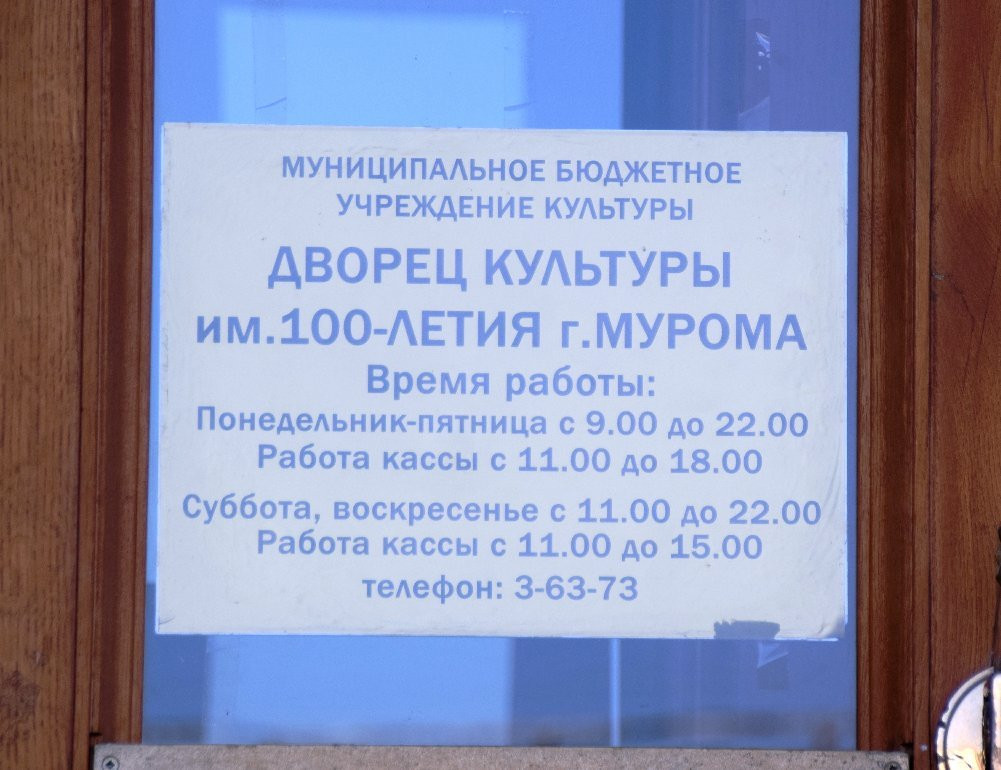 МУНИЦИПАЛЬНОЕ БЮДЖЕТНОЕ
УЧРЕЖДЕНИЕ КУЛЬТУРЫ
ДВОРЕЦ КУЛЬТУРЫ
им.100-ЛЕТИЯ г.МУРОМА
Время работы:
Понедельник-пятница с 9.00 до 22.00
Работа кассы с 11.00 до 18.00
Суббота, воскресенье с 11.00 до 22.00
Работа кассы с 11.00 до 15.00
телефон: 3-63-73